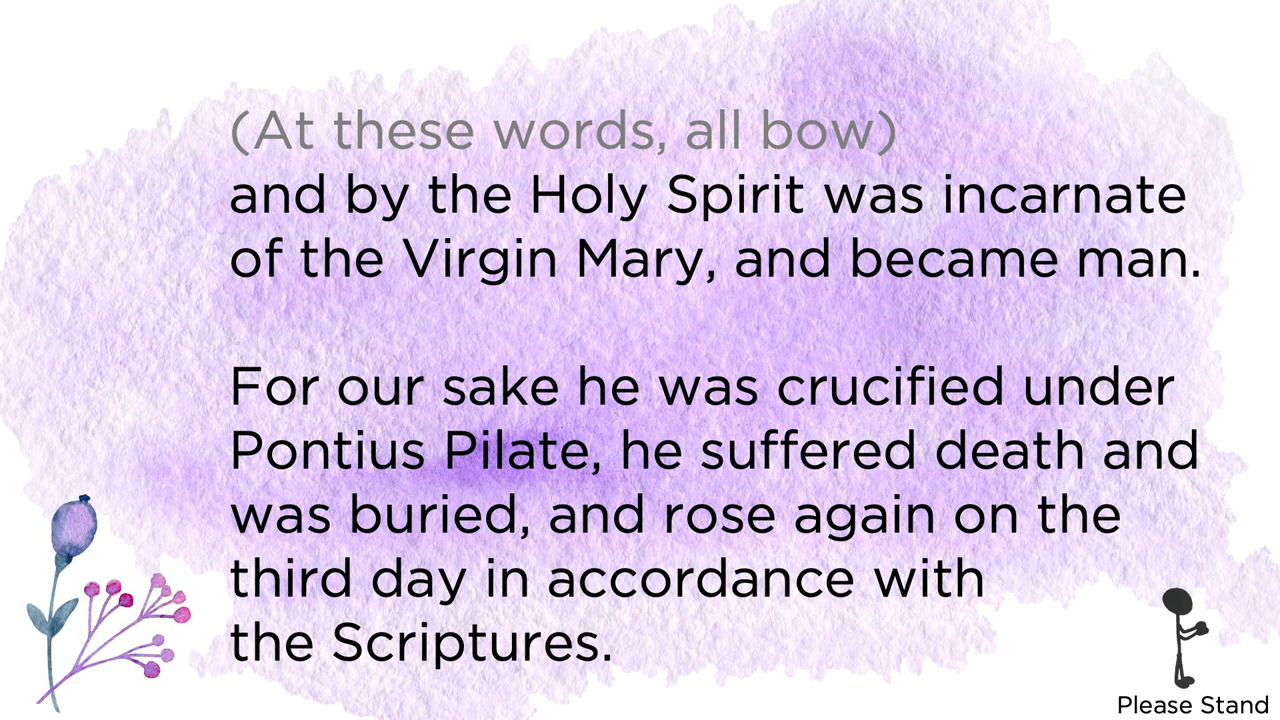 (At these words, all bow)
and by the Holy Spirit was incarnate
of the Virgin Mary, and became man.
For our sake he was crucified under
Pontius Pilate, he suffered death and
was buried, and rose again on the
third day in accordance with
the Scriptures.
Please Stand